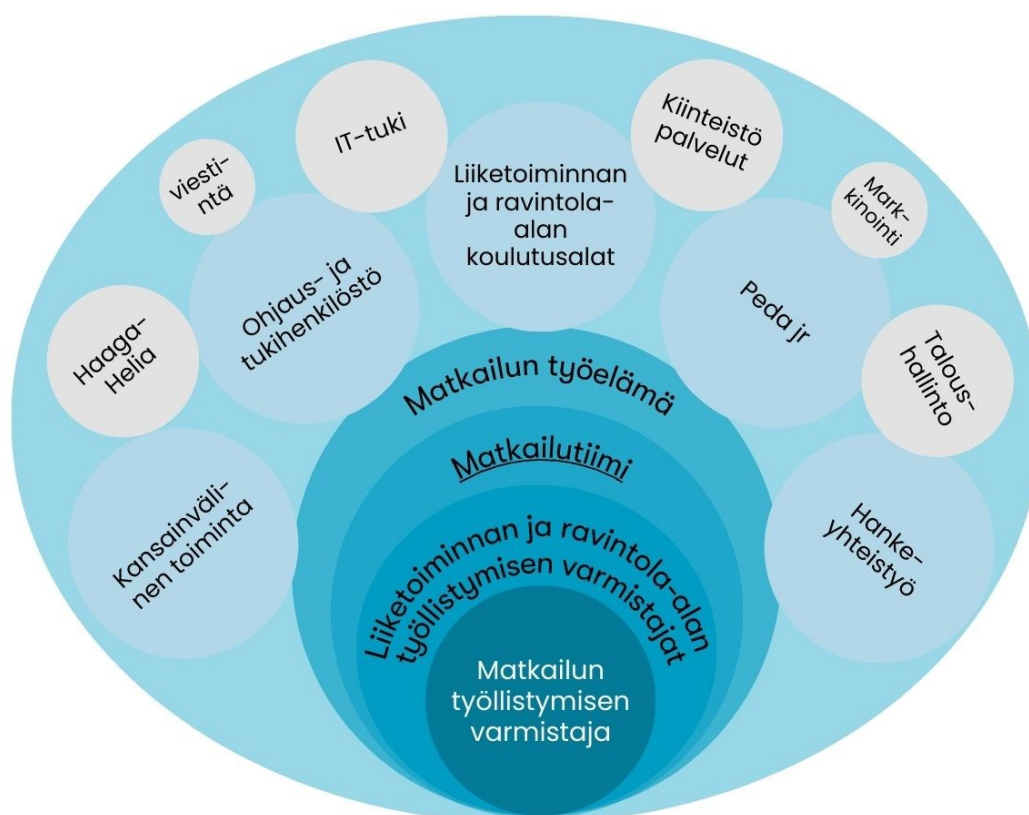 IT-tuki
Kiinteistö
palvelut
viesti-
ntä
Liiketoiminnan
ja ravintola-
alan
koulutusalat
Mark-
kinointi
Ohjaus- ja
tukihenkilöstö
Peda jr
Haaga-
Helia
Talous-
hallinto
Matkailun työelämä
Matkailutiimi
Kansainväli-
nen toiminta
Hanke-
yhteistyö
Liiketoiminnan ja ravintola-alan
työllistymisen varmistajat
Matkailun
työllistymisen
varmistaja